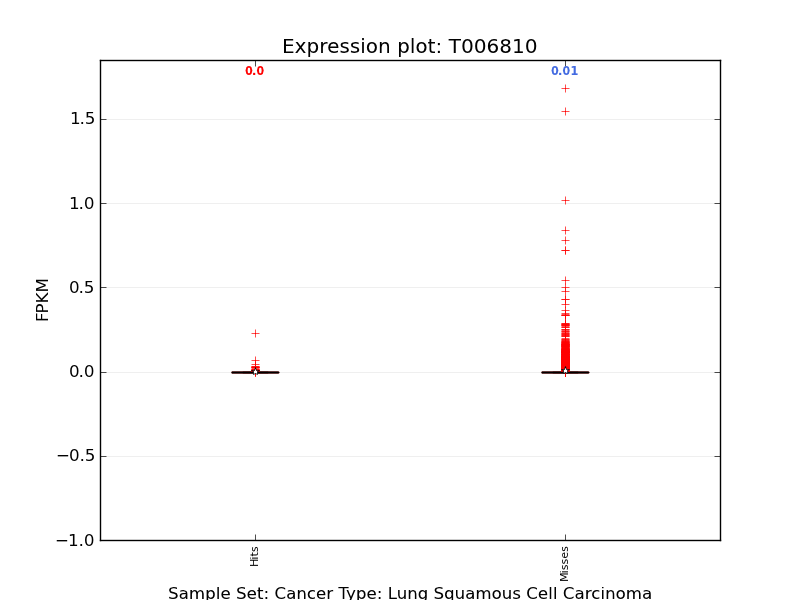 Expression plot: T006810
0.0
0.01
1.5
1.0
0.5
0.0
−0.5
−1.0
FPKM
Hits
Misses
Sample Set: Cancer Type: Lung Squamous Cell Carcinoma